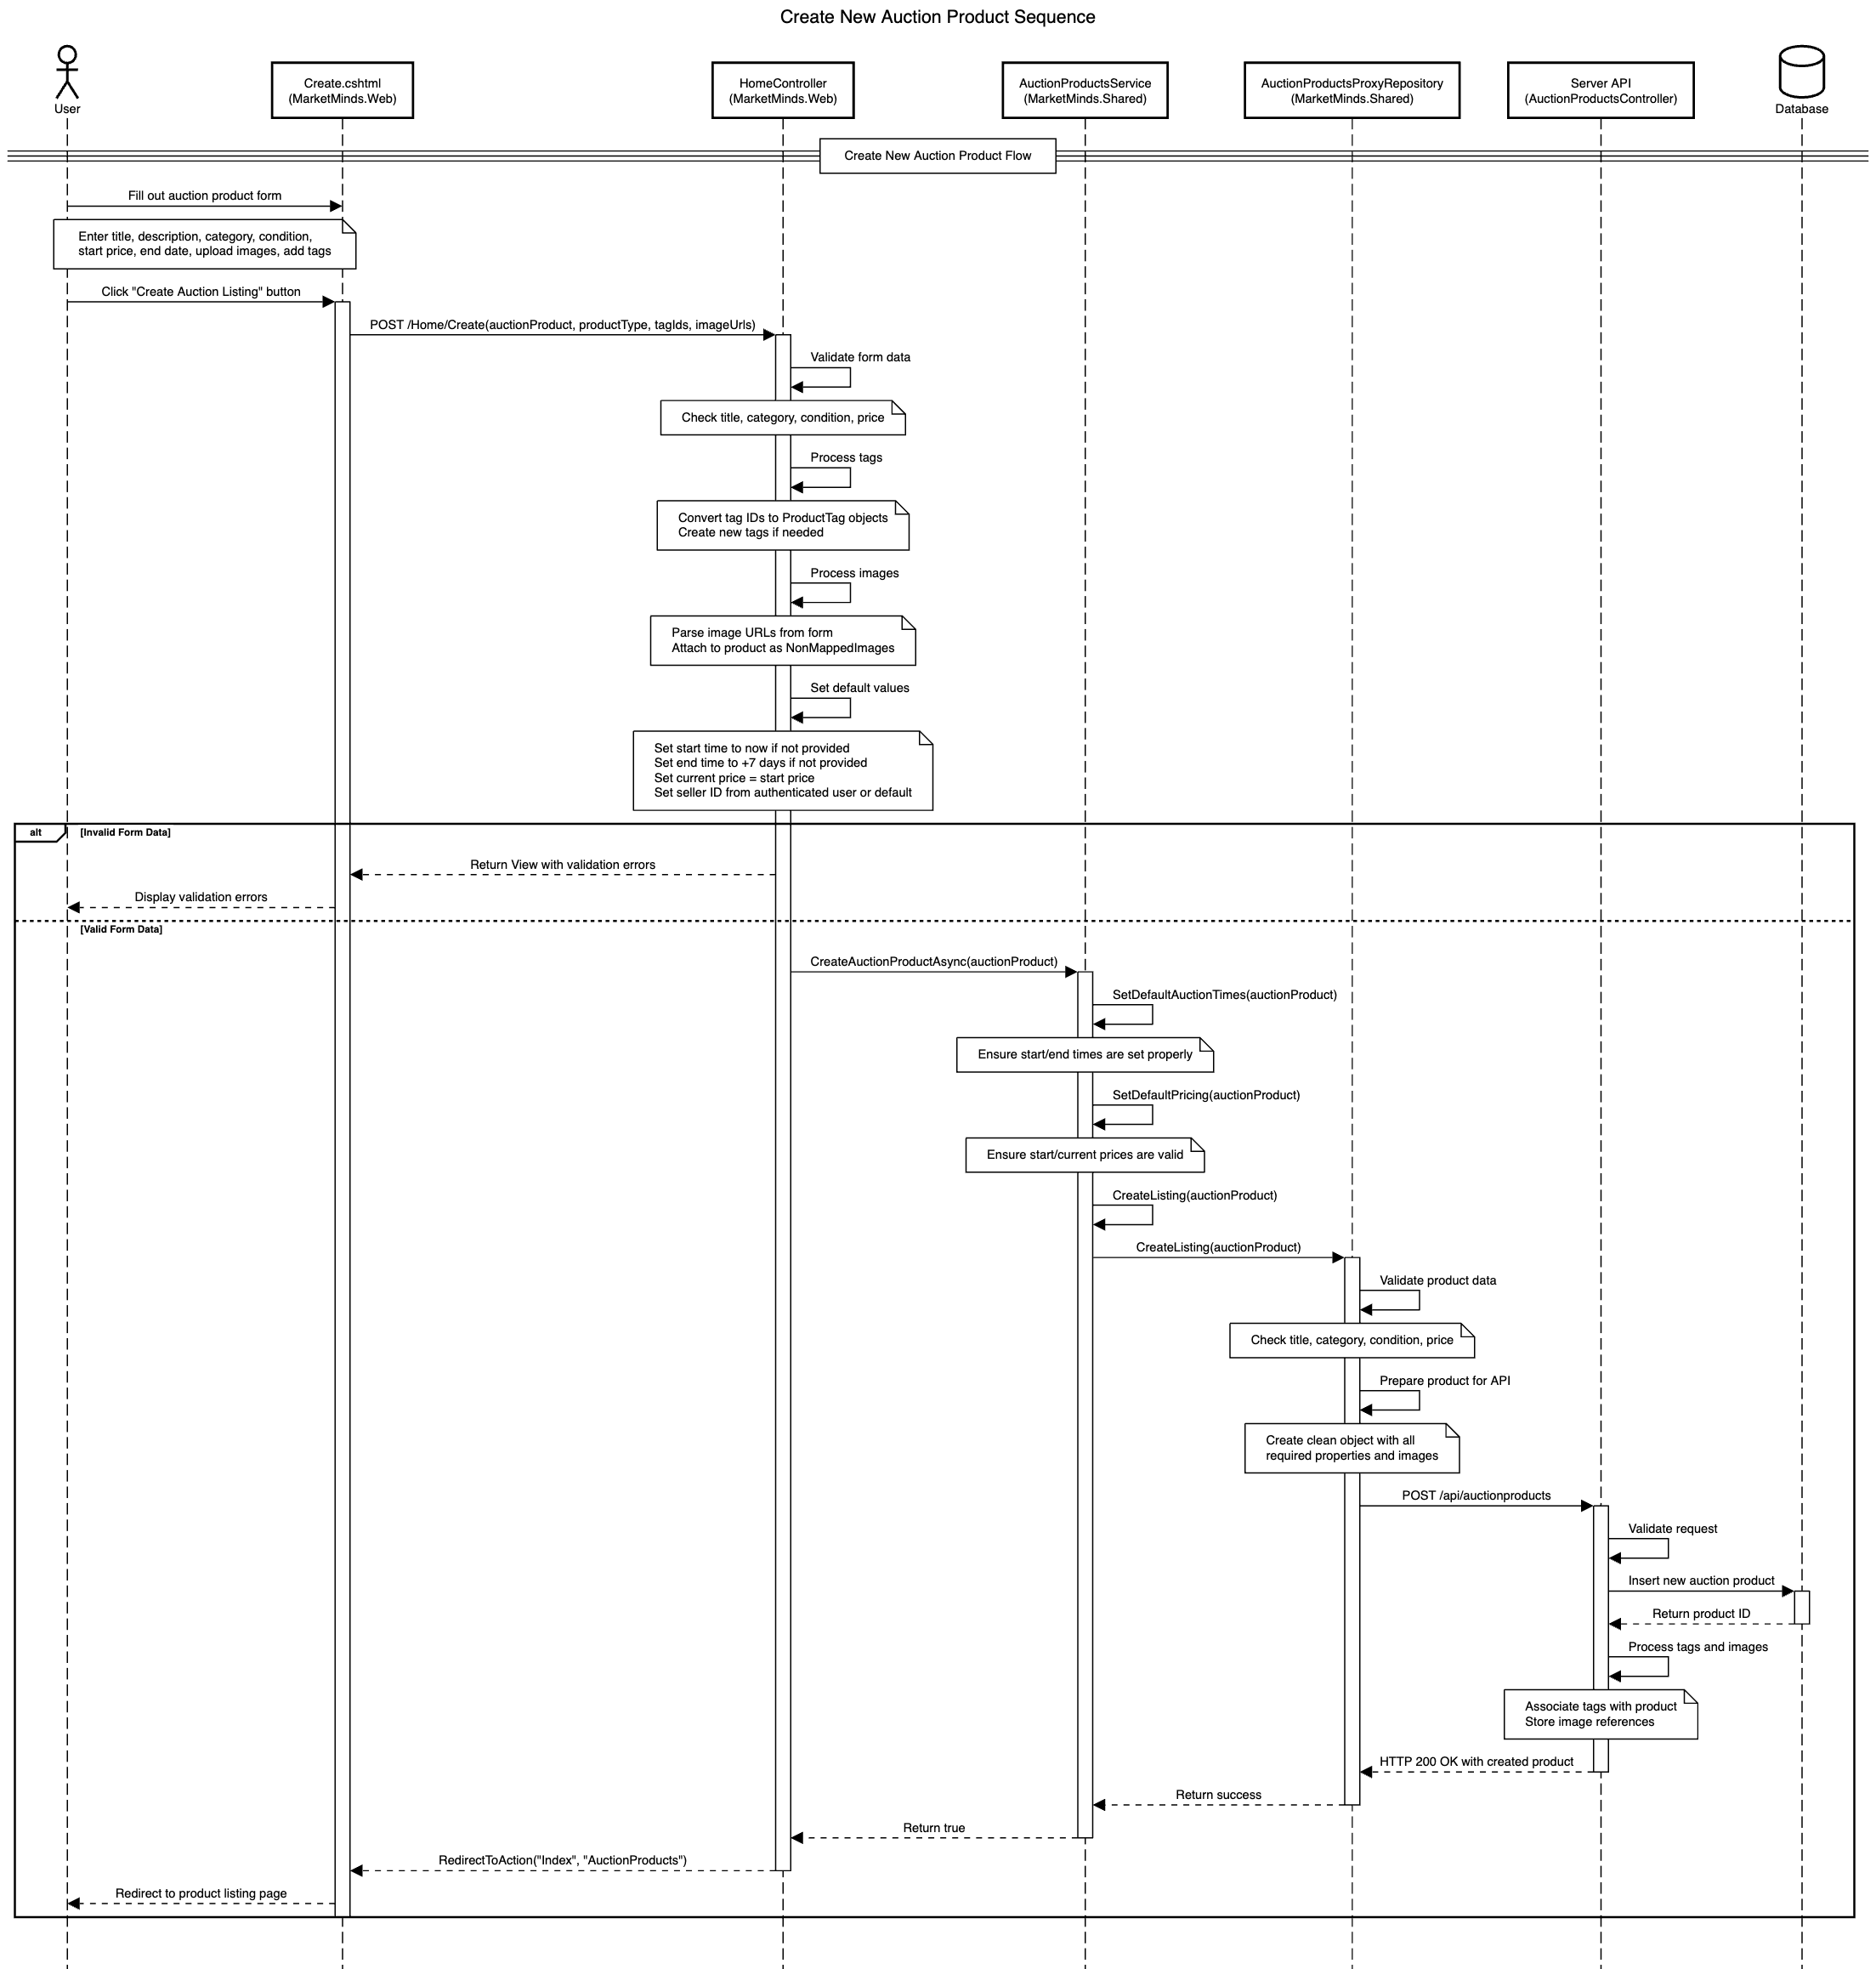 Create New Auction Product Sequence
User
Create.cshtml
(MarketMinds.Web)
HomeController
(MarketMinds.Web)
AuctionProductsService
(MarketMinds.Shared)
AuctionProductsProxyRepository
(MarketMinds.Shared)
Server API
(AuctionProductsController)
Database
Create New Auction Product Flow
Fill out auction product form
Enter title, description, category, condition,
start price, end date, upload images, add tags
Click "Create Auction Listing" button
POST /Home/Create(auctionProduct, productType, tagIds, imageUrls)
Validate form data
Check title, category, condition, price
Process tags
Convert tag IDs to ProductTag objects
Create new tags if needed
Process images
Parse image URLs from form
Attach to product as NonMappedImages
Set default values
Set start time to now if not provided
Set end time to +7 days if not provided
Set current price = start price
Set seller ID from authenticated user or default
alt [Invalid Form Data]
Return View with validation errors
Display validation errors
[Valid Form Data]
CreateAuctionProductAsync(auctionProduct)
SetDefaultAuctionTimes(auctionProduct)
Ensure start/end times are set properly
SetDefaultPricing(auctionProduct)
Ensure start/current prices are valid
CreateListing(auctionProduct)
CreateListing(auctionProduct)
Validate product data
Check title, category, condition, price
Prepare product for API
Create clean object with all
required properties and images
POST /api/auctionproducts
Validate request
Insert new auction product
Return product ID
Process tags and images
Associate tags with product
Store image references
HTTP 200 OK with created product
Return success
Return true
RedirectToAction("Index", "AuctionProducts")
Redirect to product listing page